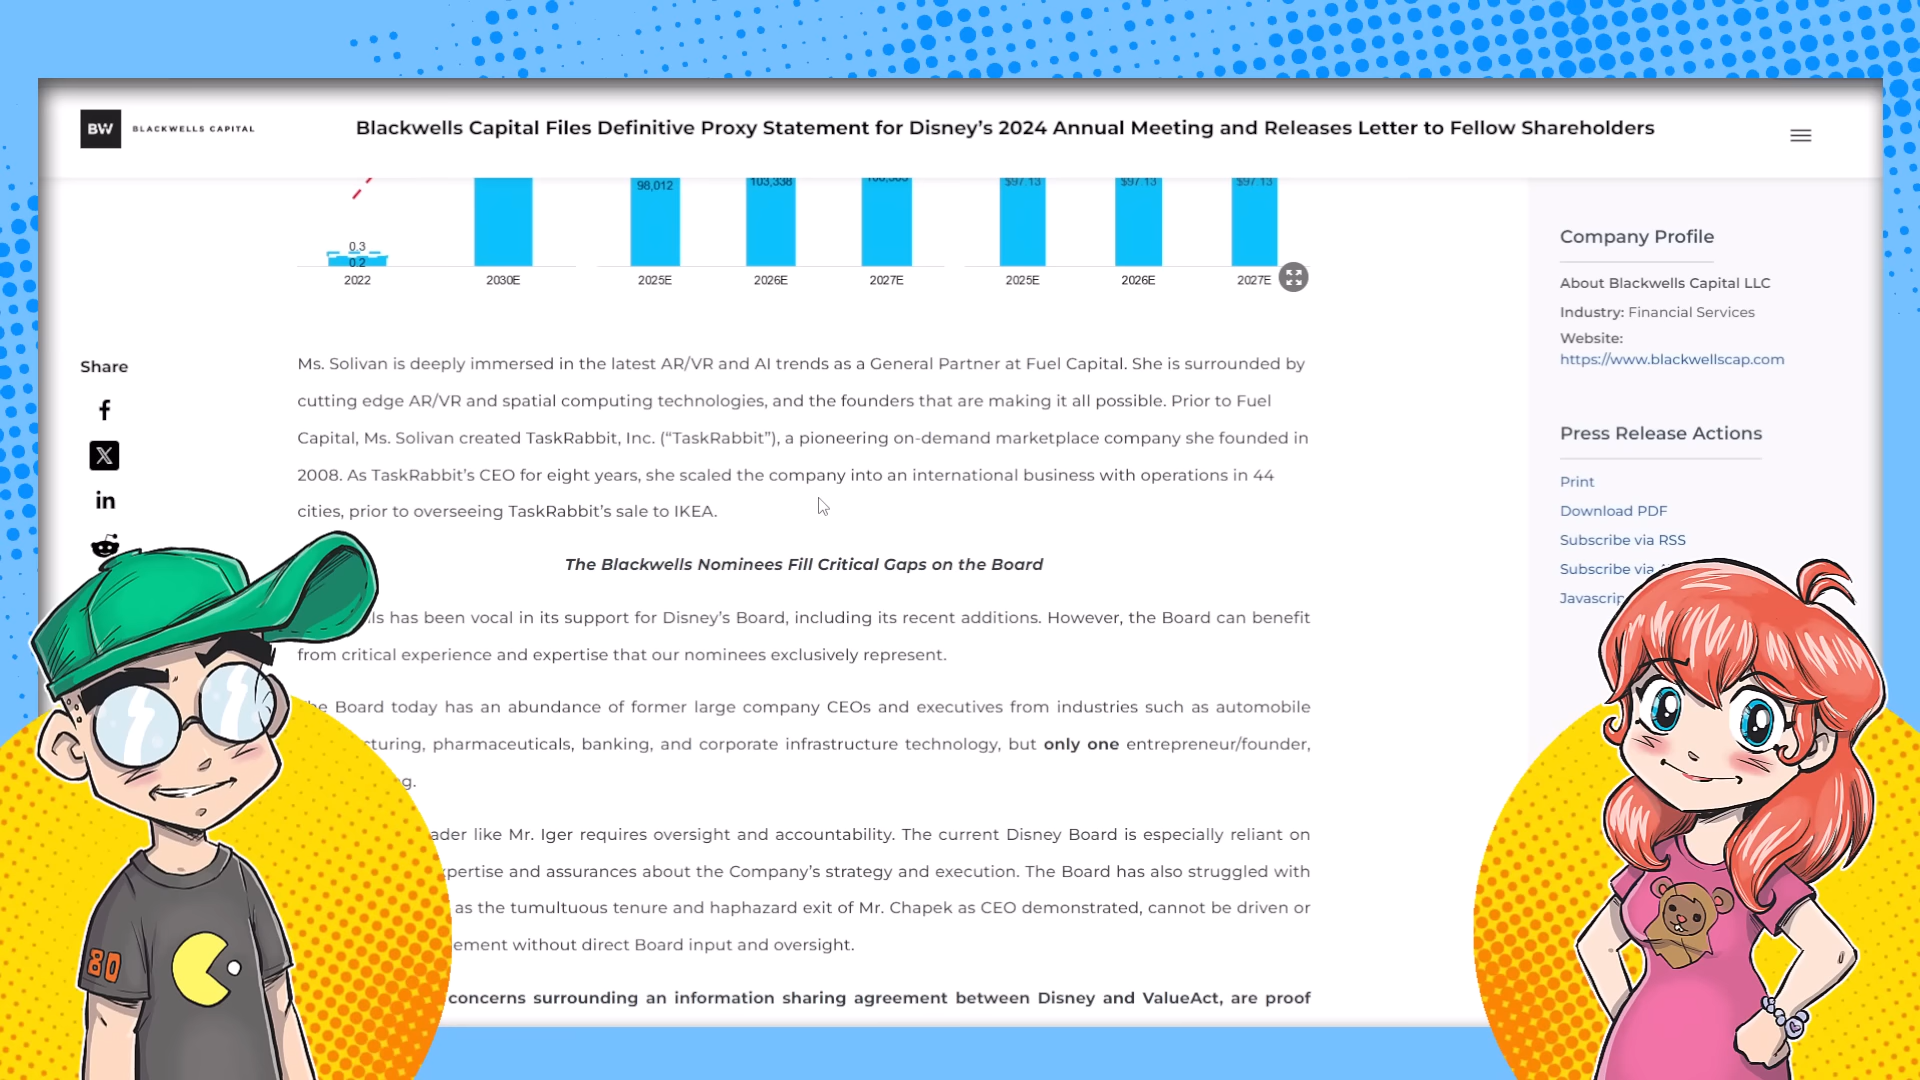 BW BLACKWELLS CAPITAL
Blackwells Capital Files Definitive Proxy Statement for Disney's 2024 Annual Meeting and Releases Letter to Fellow Shareholders
98,012 103,338 $97.13 $97.13 $97.13
0.3
0.2
2022 2030E 2025E 2026E 2027E 2025E 2026E 2027E
Company Profile
About Blackwells Capital LLC
Industry: Financial Services
Website:
https://www.blackwellscap.com
Share
Ms. Solivan is deeply immersed in the latest AR/VR and AI trends as a General Partner at Fuel Capital. She is surrounded by
cutting edge AR/VR and spatial computing technologies, and the founders that are making it all possible. Prior to Fuel
Capital, Ms. Solivan created TaskRabbit, Inc. (“TaskRabbit”), a pioneering on-demand marketplace company she founded in
2008. As TaskRabbit’s CEO for eight years, she scaled the company into an international business with operations in 44
cities, prior to overseeing TaskRabbit’s sale to IKEA.
Press Release Actions
Print
Download PDF
Subscribe via RSS
Subscribe via
Javascrip
The Blackwells Nominees Fill Critical Gaps on the Board
has been vocal in its support for Disney’s Board, including its recent additions. However, the Board can benefit
from critical experience and expertise that our nominees exclusively represent.
Board today has an abundance of former large company CEOs and executives from industries such as automobile
cturing, pharmaceuticals, banking, and corporate infrastructure technology, but only one entrepreneur/founder,
g.
ader like Mr. Iger requires oversight and accountability. The current Disney Board is especially reliant on
pertise and assurances about the Company’s strategy and execution. The Board has also struggled with
as the tumultuous tenure and haphazard exit of Mr. Chapek as CEO demonstrated, cannot be driven or
ement without direct Board input and oversight.
concerns surrounding an information sharing agreement between Disney and ValueAct, are proof
80